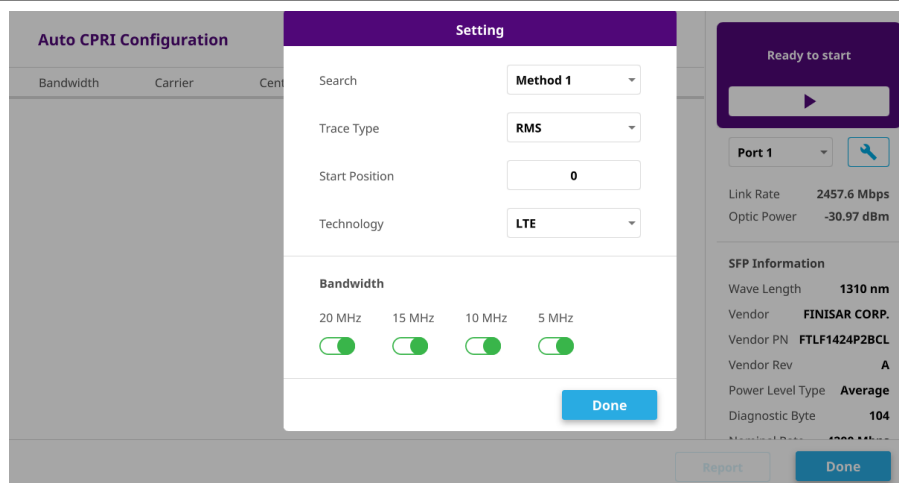 Auto CPRI Configuration
Bandwidth Carrier Cent
Setting
Search Method 1
Trace Type RMS
Start Position 0
Technology LTE
Bandwidth
20 MHz 15 MHz 10 MHz 5 MHz
Done
Ready to start
Port 1
Link Rate 2457.6 Mbps
Optic Power -30.97 dBm
SFP Information
Wave Length 1310 nm
Vendor FINISAR CORP.
Vendor PN FTLF1424P2BCL
Vendor Rev A
Power Level Type Average
Diagnostic Byte 104
Report Done